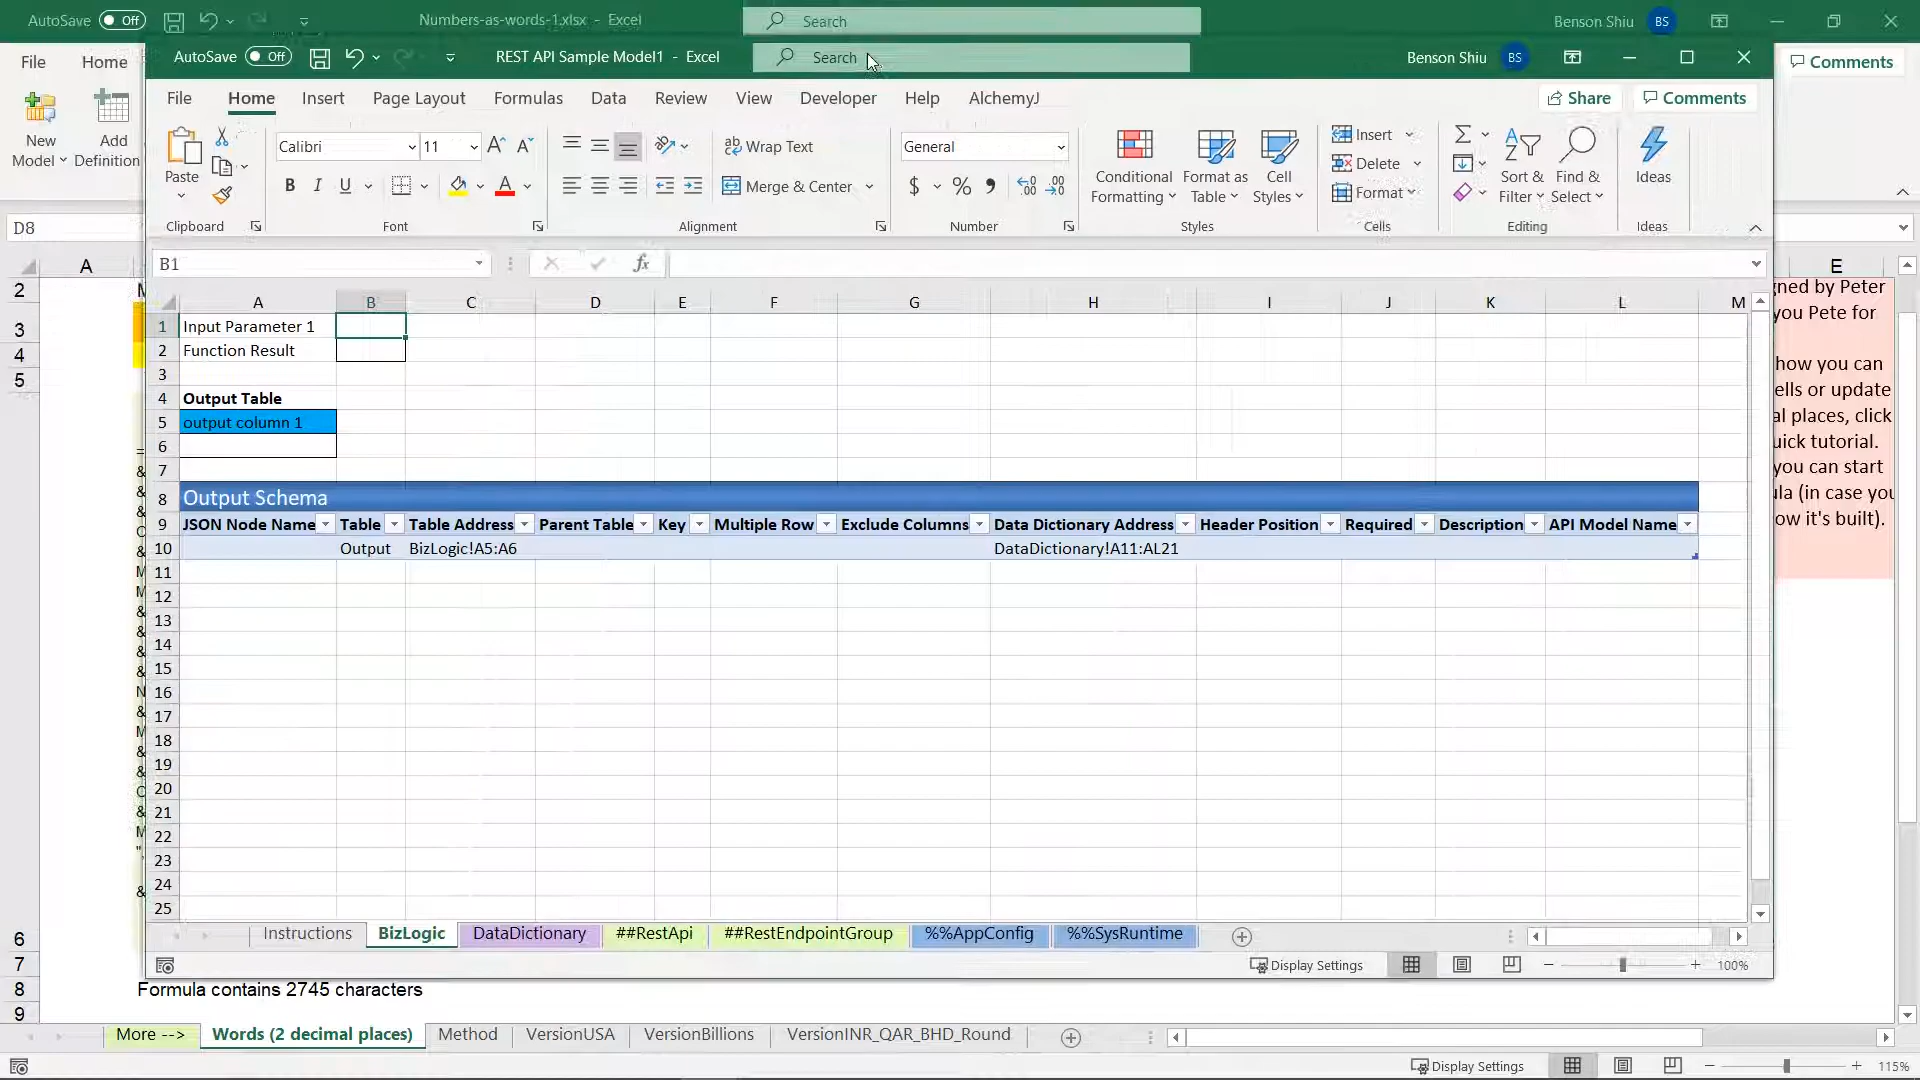 AutoSave Off Numbers-as-words-1.xlsx - Excel Search Benson Shiu BS
File Home Comments
New Model Add Definition
D8
A E
AutoSave Off REST API Sample Model1 - Excel Search Benson Shiu BS
File Home Insert Page Layout Formulas Data Review View Developer Help AlchemyJ Share Comments
Paste Calibri 11 Wrap Text General Conditional Formatting Format as Table Cell Styles Insert Delete Format Sort & Filter Find & Select Ideas
B I U Merge & Center $ %
Clipboard Font Alignment Number Styles Cells Editing Ideas
B1 fx
A B C D E F G H I J K L M
1 Input Parameter 1
2 Function Result
3
4 Output Table
5 output column 1
6
7
8 Output Schema
9 JSON Node Name Table Table Address Parent Table Key Multiple Row Exclude Columns Data Dictionary Address Header Position Required Description API Model Name
10 Output BizLogic!A5:A6 DataDictionary!A11:AL21
11
12
13
14
15
16
17
18
19
20
21
22
23
24
25
Instructions BizLogic DataDictionary ##RestApi ##RestEndpointGroup %%AppConfig %%SysRuntime
Display Settings 100%
2
3
4
5
6
7
8
9
gned by Peter
you Pete for
how you can
ells or update
al places, click
uick tutorial.
you can start
ula (in case you
ow it's built).
Formula contains 2745 characters
More --> Words (2 decimal places) Method VersionUSA VersionBillions VersionINR_QAR_BHD_Round
Display Settings 115%